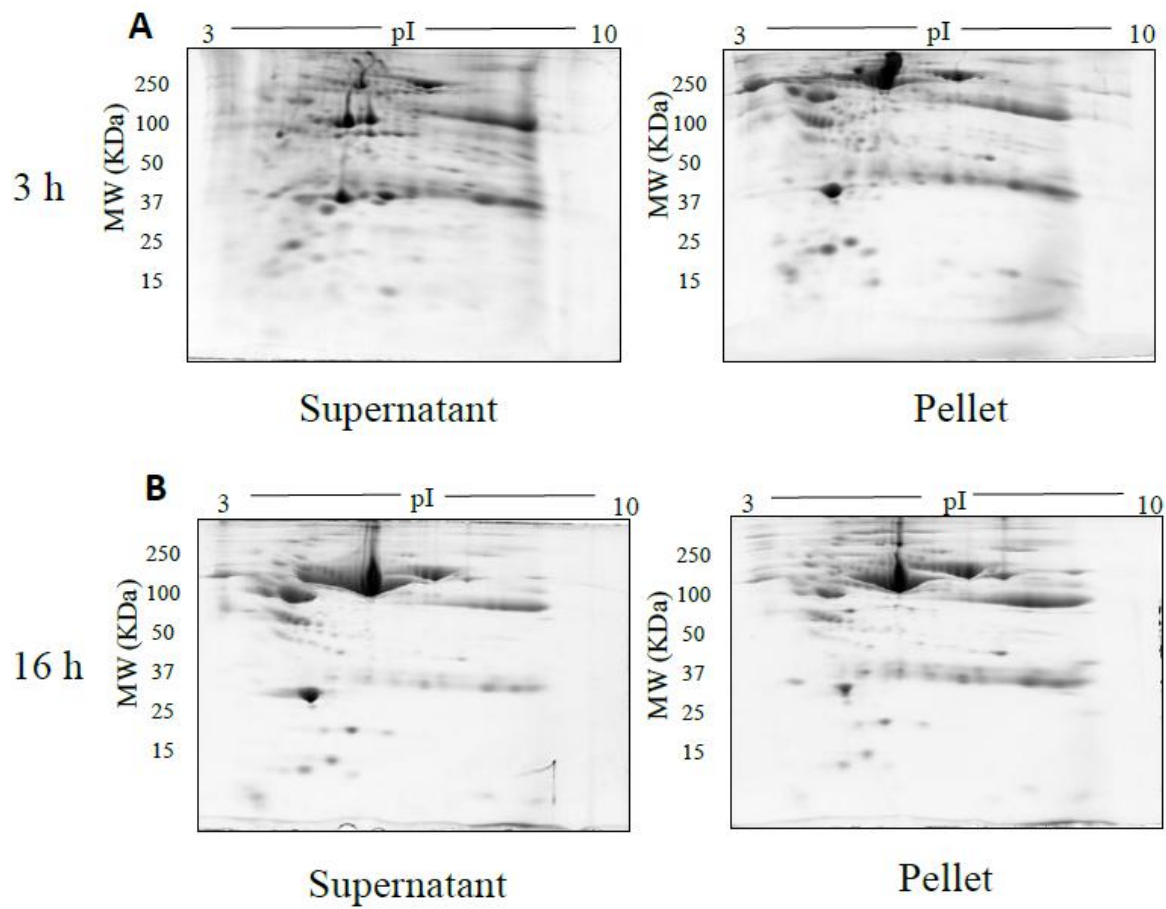 A
3 pI 10
3 pI 10
3 h
MW (KDa)
250
100
50
37
25
15
MW (KDa)
250
100
50
37
25
15
Supernatant
Pellet
B
3 pI 10
3 pI 10
16 h
MW (KDa)
250
100
50
37
25
15
MW (KDa)
250
100
50
37
25
15
Supernatant
Pellet